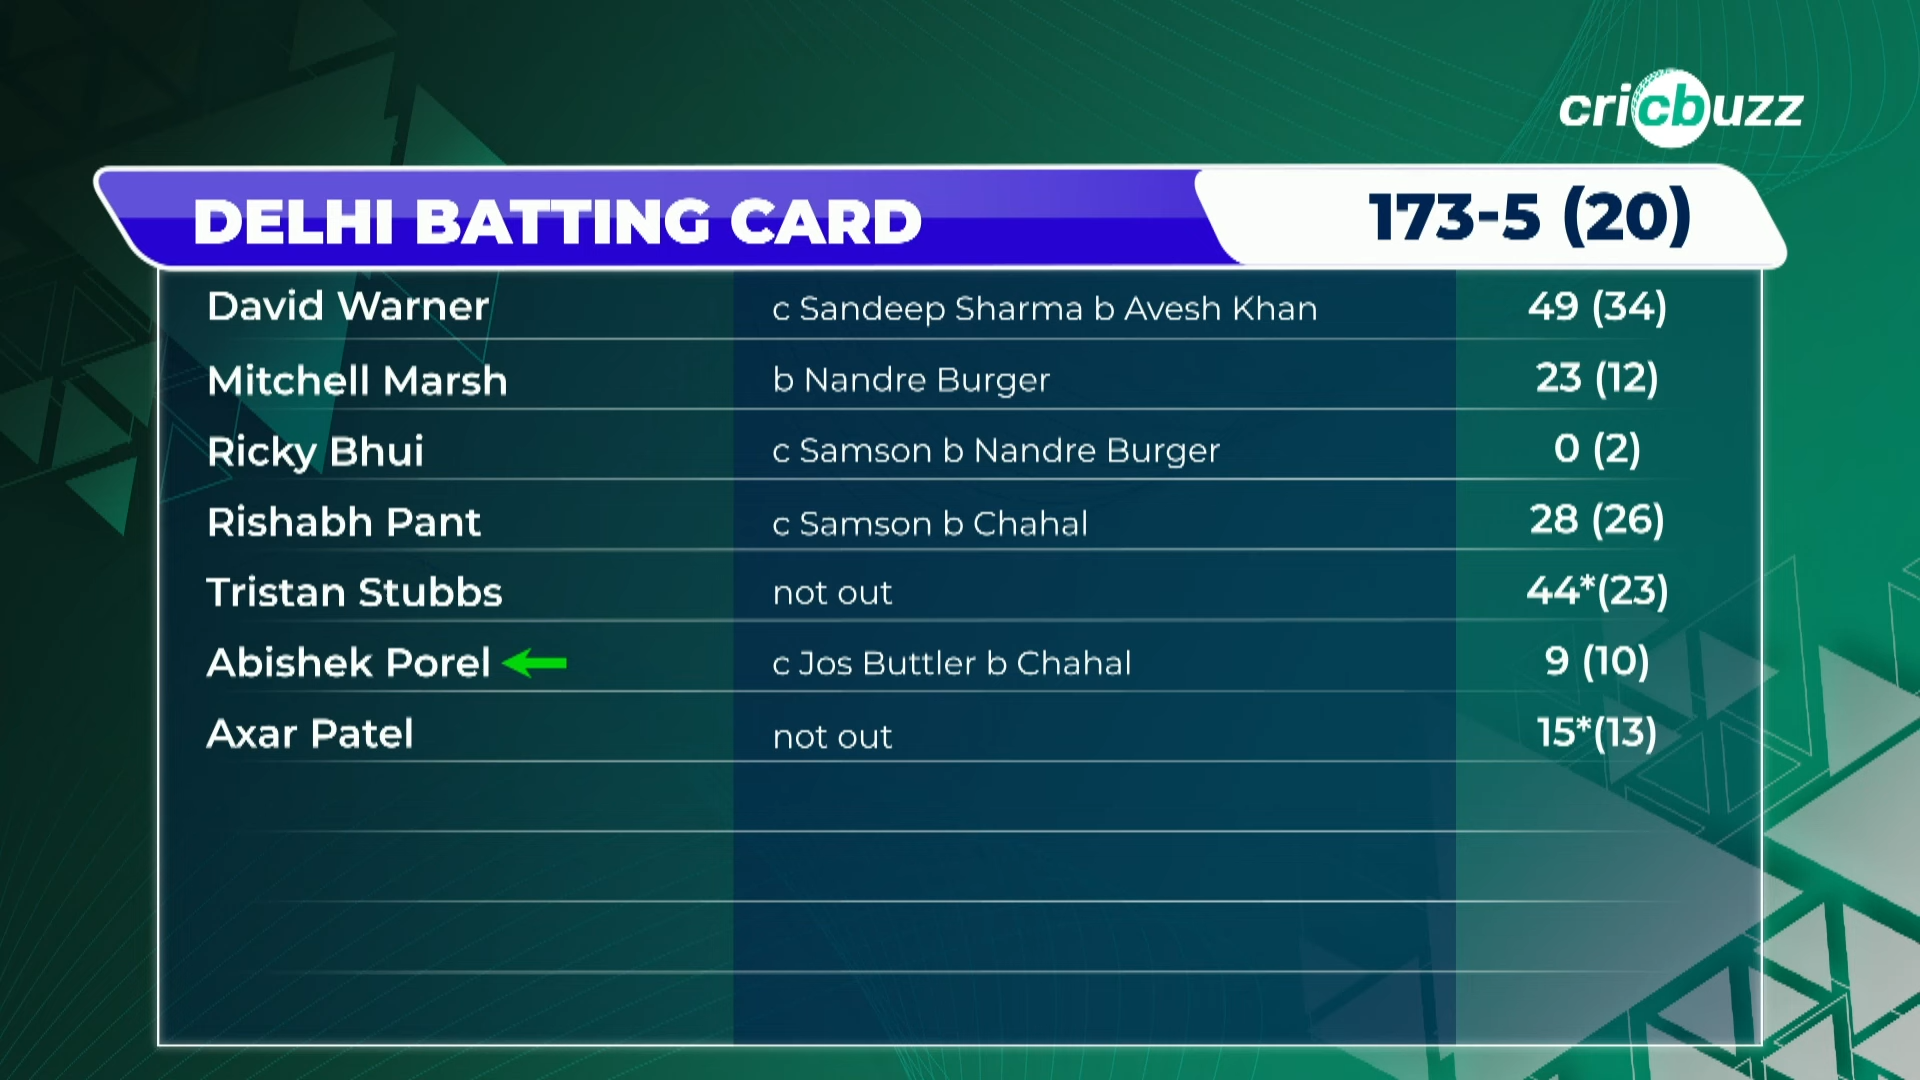 cricbuzz
DELHI BATTING CARD 173-5 (20)
David Warner c Sandeep Sharma b Avesh Khan 49 (34)
Mitchell Marsh b Nandre Burger 23 (12)
Ricky Bhui c Samson b Nandre Burger 0 (2)
Rishabh Pant c Samson b Chahal 28 (26)
Tristan Stubbs not out 44*(23)
Abishek Porel c Jos Buttler b Chahal 9 (10)
Axar Patel not out 15*(13)